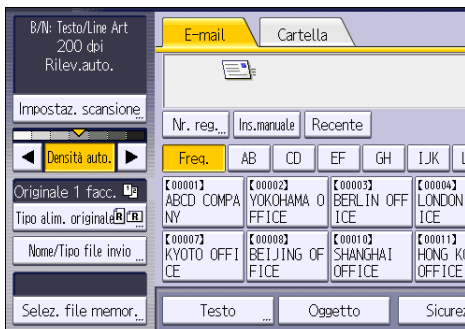 B/N: Testo/Line Art
200 dpi
Rilev.auto.
Impostaz. scansione
Densità auto.
Originale 1 facc.
Tipo alim. originale
Nome/Tipo file invio
Selez. file memor.
E-mail
Cartella
Nr. reg.
Ins.manuale
Recente
Freq.
AB
CD
EF
GH
IJK
[00001]
ABCD COMPA
NY
[00002]
YOKOHAMA O
FFICE
[00003]
BERLIN OFF
ICE
[00004]
LONDON
ICE
[00007]
KYOTO OFFI
CE
[00008]
BEIJING OF
FICE
[00010]
SHANGHAI
OFFICE
[00011]
HONG K
OFFICE
Testo
Oggetto